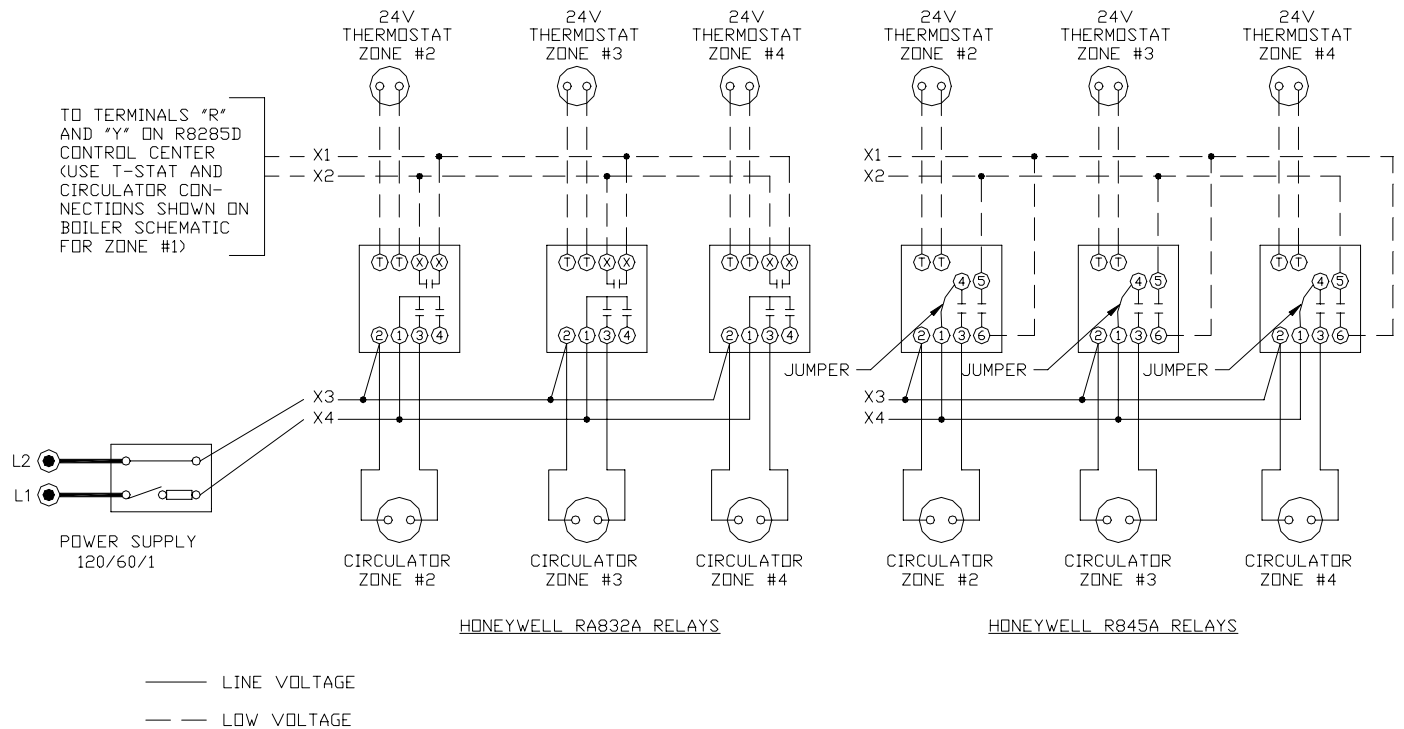 24V
THERMOSTAT
ZONE #2
24V
THERMOSTAT
ZONE #3
24V
THERMOSTAT
ZONE #4
24V
THERMOSTAT
ZONE #2
24V
THERMOSTAT
ZONE #3
24V
THERMOSTAT
ZONE #4
TO TERMINALS "R"
AND "Y" ON R8285D
CONTROL CENTER
(USE T-STAT AND
CIRCULATOR CON-
NECTIONS SHOWN ON
BOILER SCHEMATIC
FOR ZONE #1)
X1
X2
X1
X2
T T X X
T T X X
T T X X
T T
T T
T T
4 5
4 5
4 5
2 1 3 4
2 1 3 4
2 1 3 4
2 1 3 6
2 1 3 6
2 1 3 6
JUMPER
JUMPER
JUMPER
X3
X4
X3
X4
L2
L1
POWER SUPPLY
120/60/1
CIRCULATOR
ZONE #2
CIRCULATOR
ZONE #3
CIRCULATOR
ZONE #4
CIRCULATOR
ZONE #2
CIRCULATOR
ZONE #3
CIRCULATOR
ZONE #4
HONEYWELL RA832A RELAYS
HONEYWELL R845A RELAYS
LINE VOLTAGE
LOW VOLTAGE